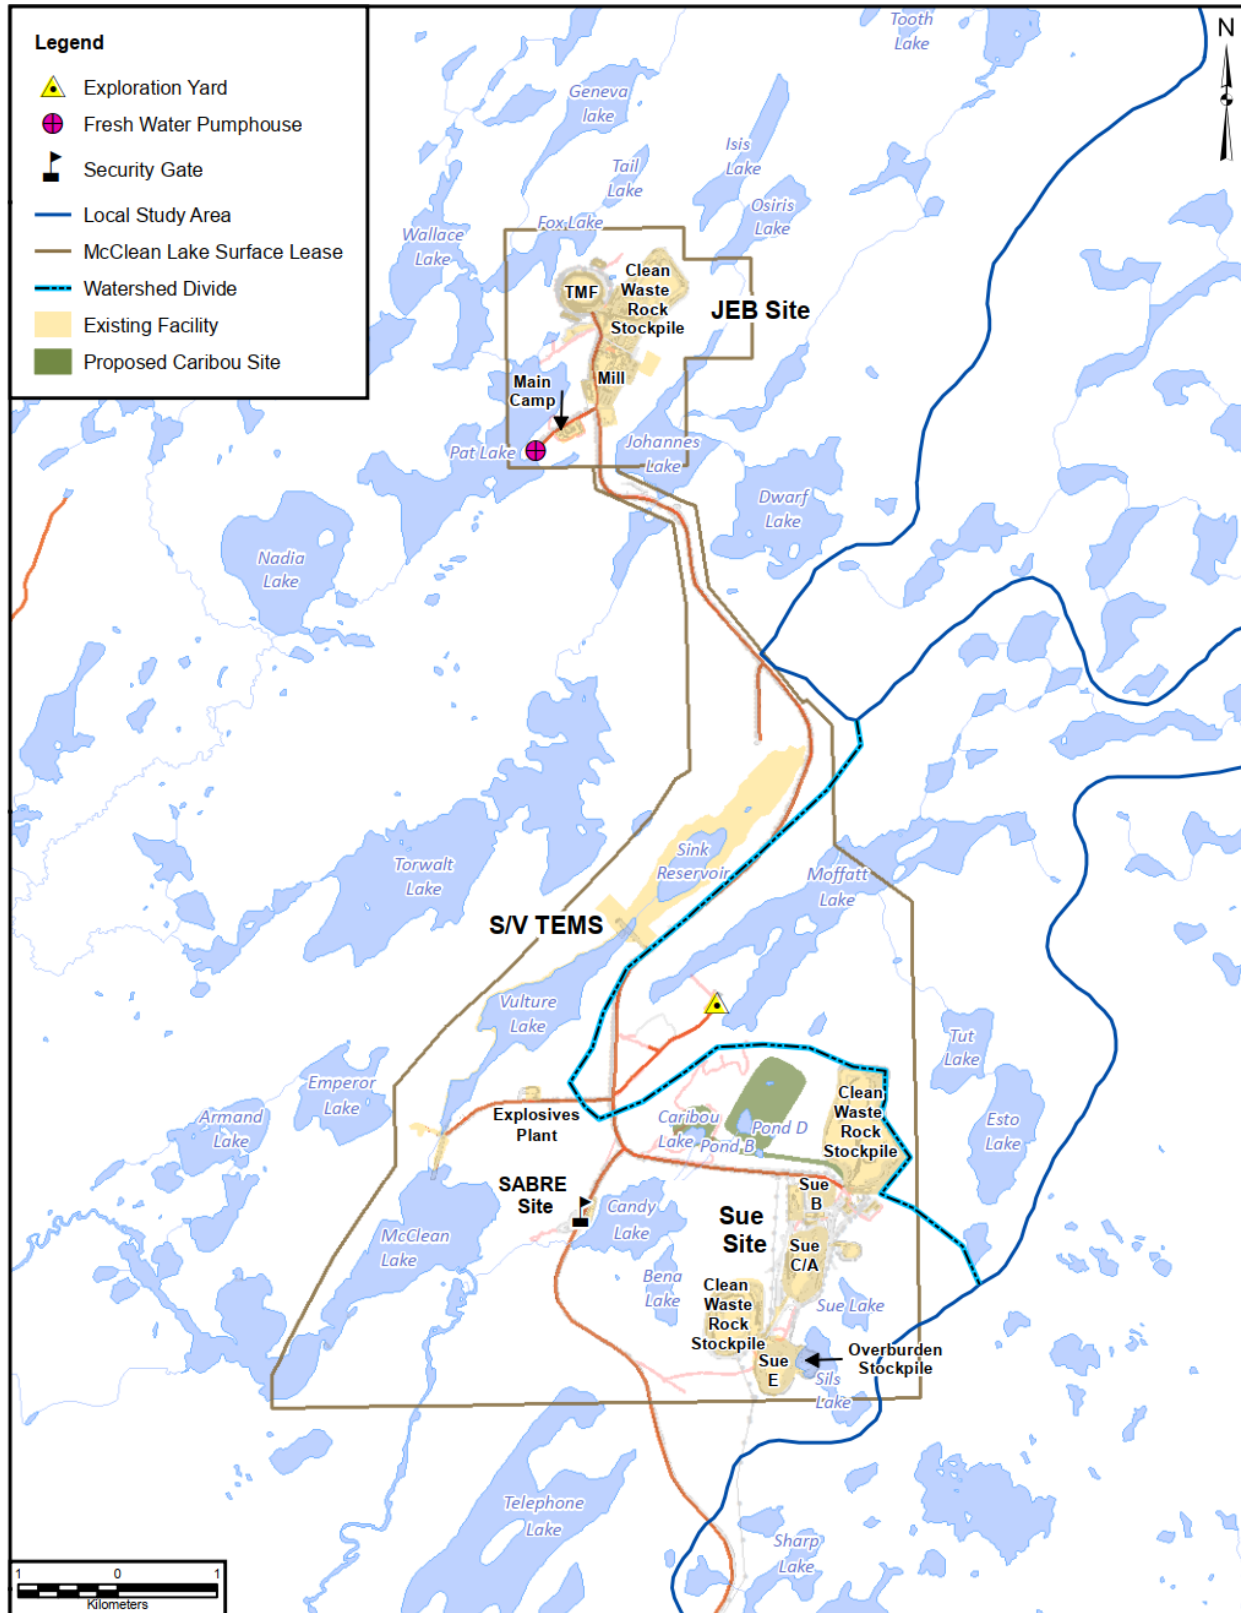 Legend
Exploration Yard
Fresh Water Pumphouse
Security Gate
Local Study Area
McClean Lake Surface Lease
Watershed Divide
Existing Facility
Proposed Caribou Site
N
Tooth
Lake
Geneva
lake
Isis
Lake
Tail
Lake
Osiris
Lake
Fox Lake
Wallace
Lake
TMF
Clean
Waste
Rock
Stockpile
JEB Site
Main
Camp
Mill
Pat Lake
Johannes
Lake
Dwarf
Lake
Nadia
Lake
Torwalt
Lake
Sink
Reservoir
Moffatt
Lake
S/V TEMS
Vulture
Lake
Tut
Lake
Emperor
Lake
Armand
Lake
Explosives
Plant
Caribou
Lake
Pond D
Pond B
Clean
Waste
Rock
Stockpile
Esto
Lake
SABRE
Site
Candy
Lake
Sue
B
Sue
Site
Sue
C/A
McClean
Lake
Bena
Lake
Clean
Waste
Rock
Stockpile
Sue Lake
Sue
E
Overburden
Stockpile
Sils
Lake
Telephone
Lake
Sharp
Lake
1 0 1
Kilometers